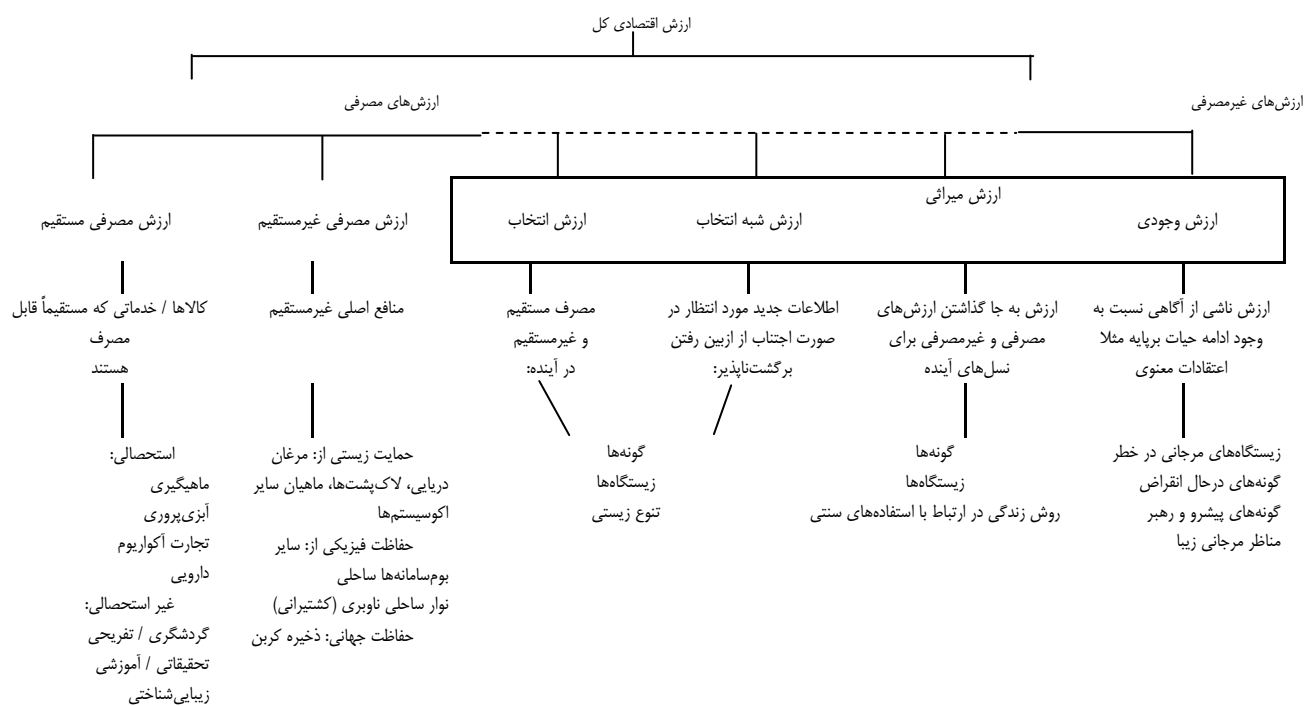 ارزش اقتصادی کل
ارزش‌های غیرمصرفی
ارزش‌های مصرفی
ارزش وجودی
ارزش میراثی
ارزش شبه انتخاب
ارزش انتخاب
ارزش مصرفی غیرمستقیم
ارزش مصرفی مستقیم
ارزش ناشی از آگاهی نسبت به
وجود ادامه حیات برپایه مثلا
اعتقادات معنوی
ارزش به جا گذاشتن ارزش‌های
مصرفی و غیرمصرفی برای
نسل‌های آینده
اطلاعات جدید مورد انتظار در
صورت اجتناب از ازبین رفتن
برگشت‌ناپذیر:
مصرف مستقیم
و غیرمستقیم
در آینده:
منافع اصلی غیرمستقیم
کالاها / خدماتی که مستقیماً قابل
مصرف
هستند
زیستگاه‌های مرجانی در خطر
گونه‌های درحال انقراض
گونه‌های پیشرو و رهبر
مناظر مرجانی زیبا
گونه‌ها
زیستگاه‌ها
روش زندگی در ارتباط با استفاده‌های سنتی
گونه‌ها
زیستگاه‌ها
تنوع زیستی
حمایت زیستی از: مرغان
دریایی، لاک‌پشت‌ها، ماهیان سایر
اکوسیستم‌ها
حفاظت فیزیکی از: سایر
بوم‌سامانه‌ها ساحلی
نوار ساحلی ناوبری (کشتیرانی)
حفاظت جهانی: ذخیره کربن
استحصالی:
ماهیگیری
آبزی‌پروری
تجارت آکواریوم
دارویی
غیر استحصالی:
گردشگری / تفریحی
تحقیقاتی / آموزشی
زیبایی‌شناختی